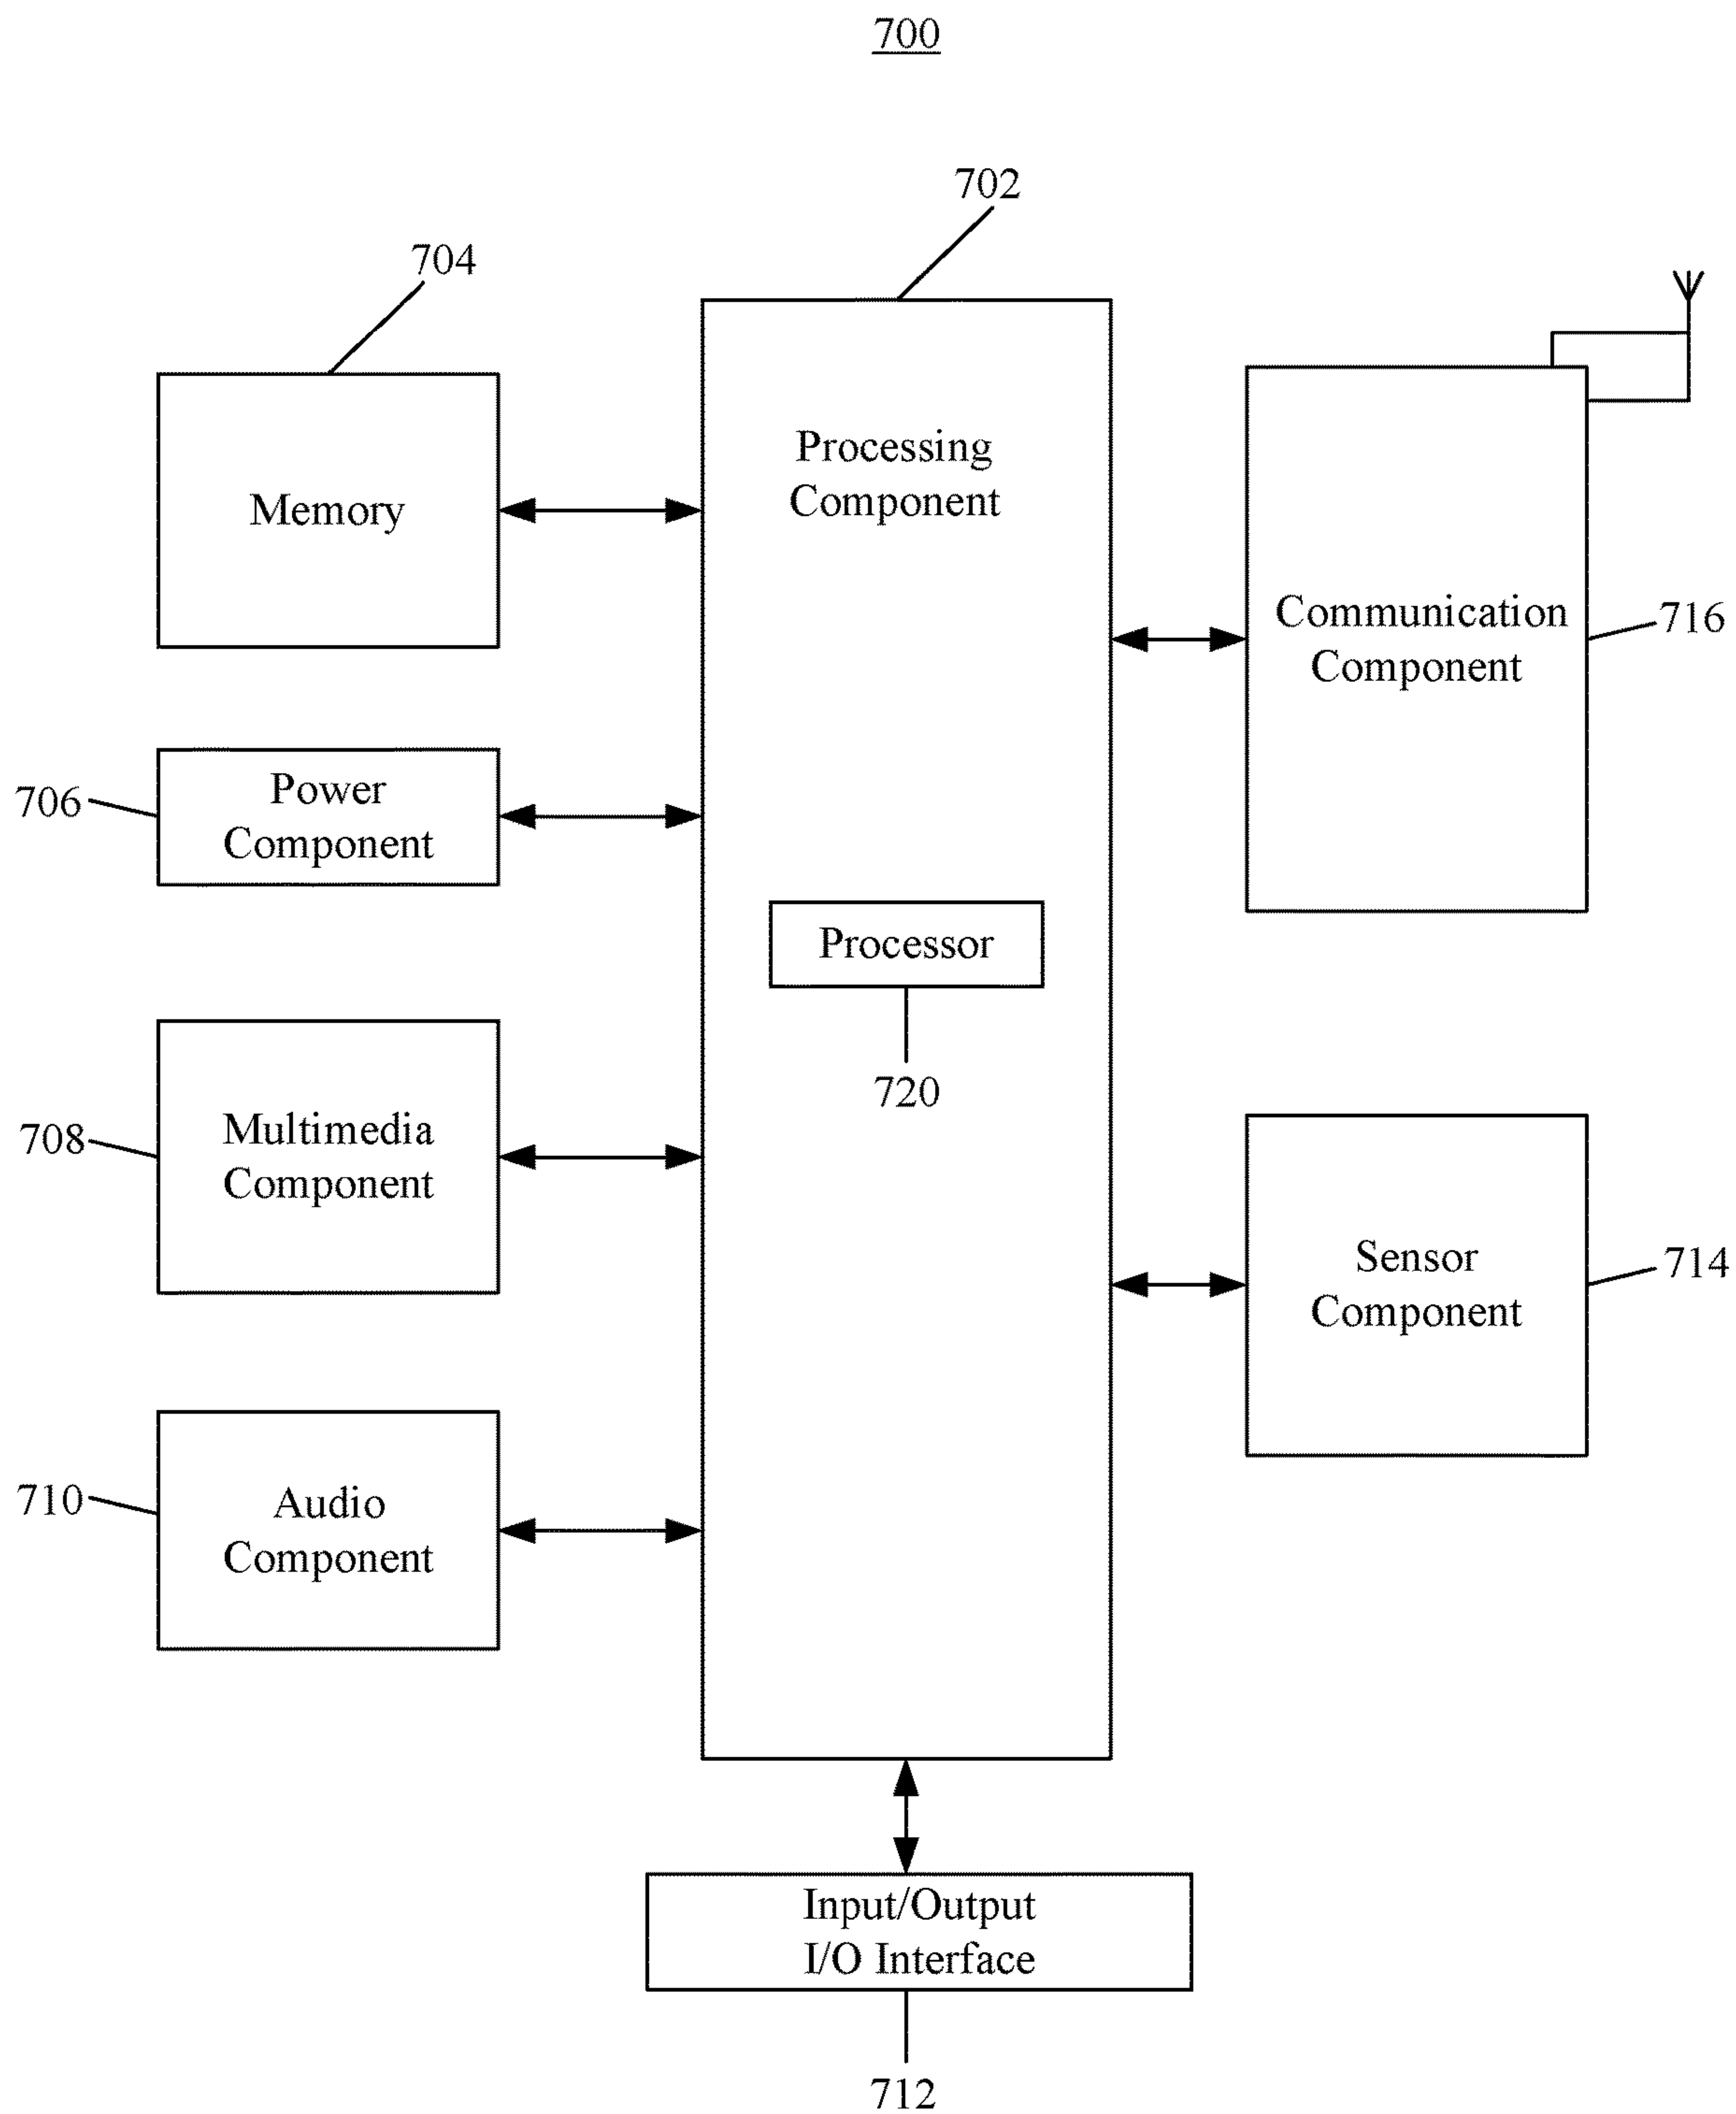 700
702
704
Processing
Component
Memory
Communication
Component
716
706
Power
Component
Processor
720
708
Multimedia
Component
Sensor
Component
714
710
Audio
Component
Input/Output
I/O Interface
712